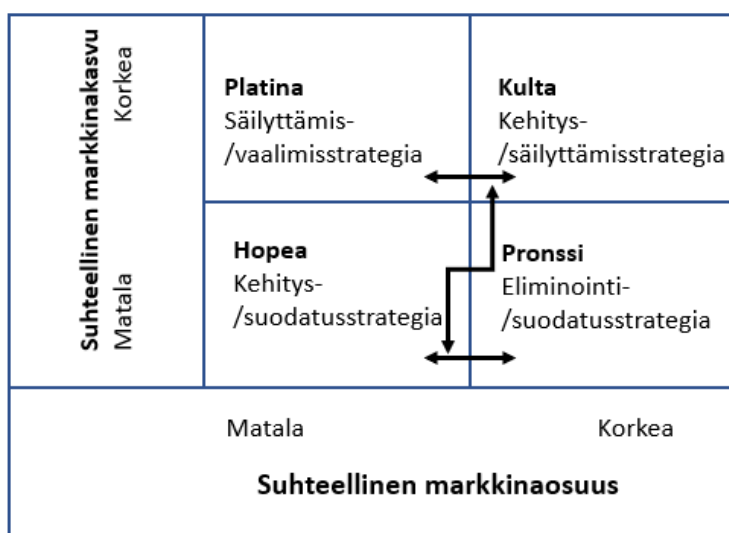 Suhteellinen markkinakasvu
Korkea
Matala
Platina
Säilyttämis-
/vaalimisstrategia
Kulta
Kehitys-
/säilyttämisstrategia
Hopea
Kehitys-
/suodatusstrategia
Pronssi
Eliminointi-
/suodatusstrategia
Matala
Korkea
Suhteellinen markkinaosuus